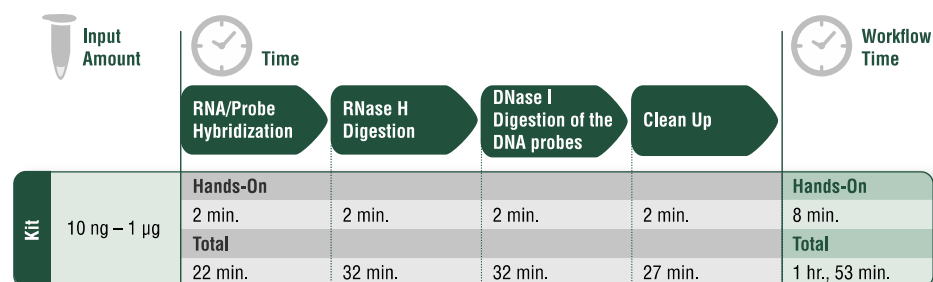 Input
Amount
Time
Workflow
Time
RNA/Probe
Hybridization
RNase H
Digestion
DNase I
Digestion of the
DNA probes
Clean Up
Hands-On
Hands-On
Kit
10 ng – 1 µg
2 min.
2 min.
2 min.
2 min.
8 min.
Total
Total
22 min.
32 min.
32 min.
27 min.
1 hr., 53 min.